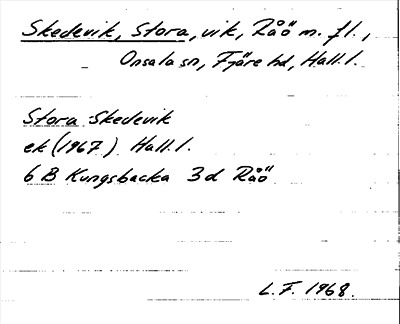 Skedevik, Stora, vik, Råö m. fl.,
Onsala sn, Fjäre hd, Hall. l.
Stora Skedevik
ek (1967) Hall. l.
6 B Kungsbacka 3d Råö
L.F. 1968.